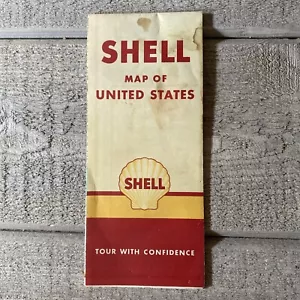 SHELL
MAP OF
UNITED STATES
SHELL
TOUR WITH CONFIDENCE